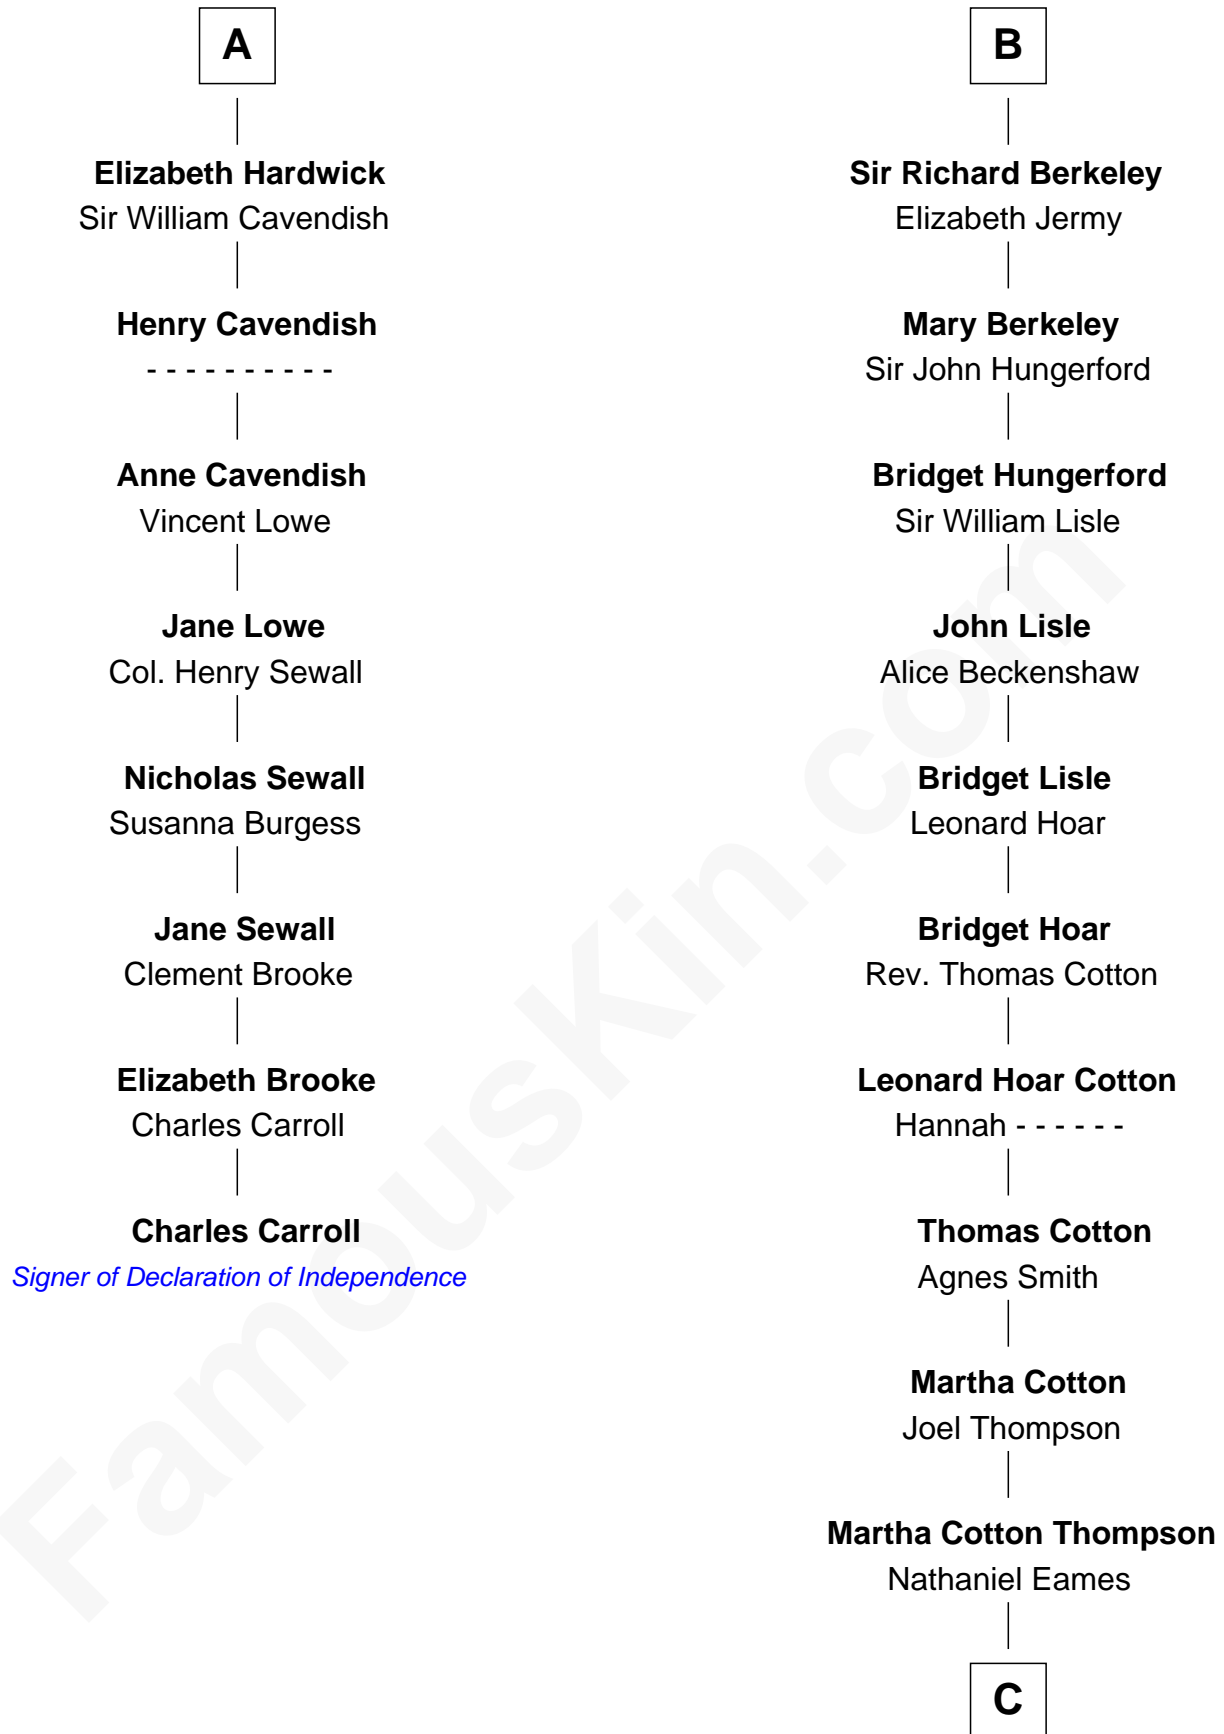 A
Elizabeth Hardwick
Sir William Cavendish
Henry Cavendish
- - - - - - - - - -
Anne Cavendish
Vincent Lowe
Jane Lowe
Col. Henry Sewall
Nicholas Sewall
Susanna Burgess
Jane Sewall
Clement Brooke
Elizabeth Brooke
Charles Carroll
Charles Carroll
Signer of Declaration of Independence
B
Sir Richard Berkeley
Elizabeth Jermy
Mary Berkeley
Sir John Hungerford
Bridget Hungerford
Sir William Lisle
John Lisle
Alice Beckenshaw
Bridget Lisle
Leonard Hoar
Bridget Hoar
Rev. Thomas Cotton
Leonard Hoar Cotton
Hannah - - - - - -
Thomas Cotton
Agnes Smith
Martha Cotton
Joel Thompson
Martha Cotton Thompson
Nathaniel Eames
C
FamousKin.com